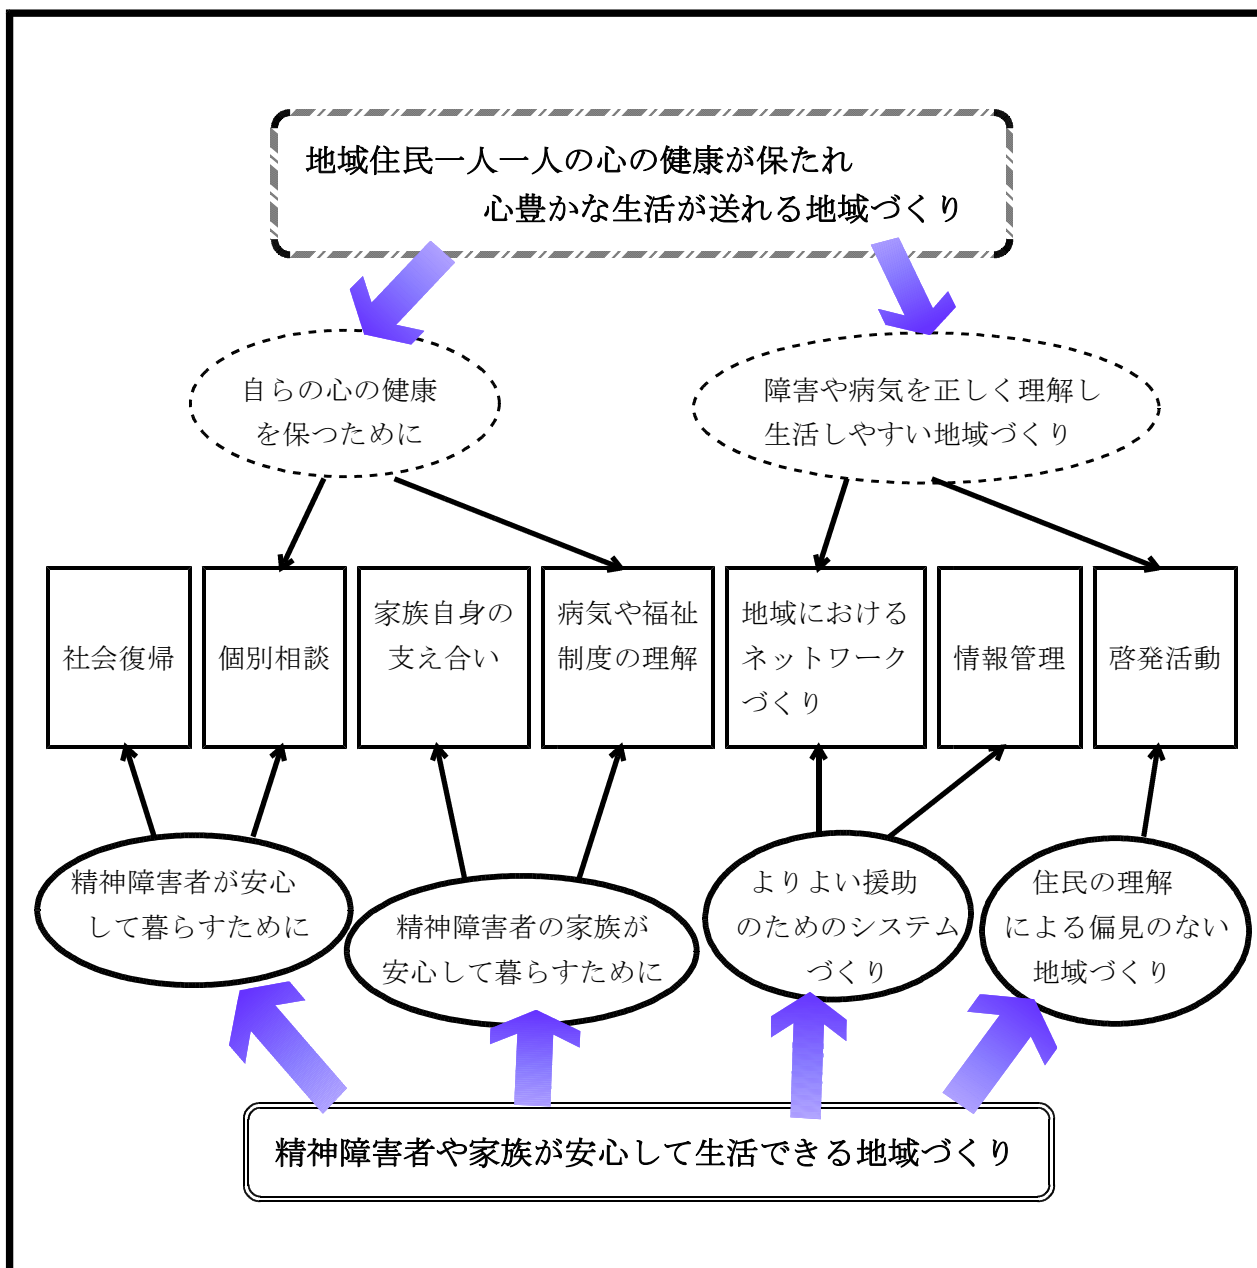 地域住民一人一人の心の健康が保たれ
心豊かな生活が送れる地域づくり
自らの心の健康
を保つために
障害や病気を正しく理解し
生活しやすい地域づくり
社会復帰
個別相談
家族自身の
支え合い
病気や福祉
制度の理解
地域における
ネットワーク
づくり
情報管理
啓発活動
精神障害者が安心
して暮らすために
精神障害者の家族が
安心して暮らすために
よりよい援助
のためのシステム
づくり
住民の理解
による偏見のない
地域づくり
精神障害者や家族が安心して生活できる地域づくり